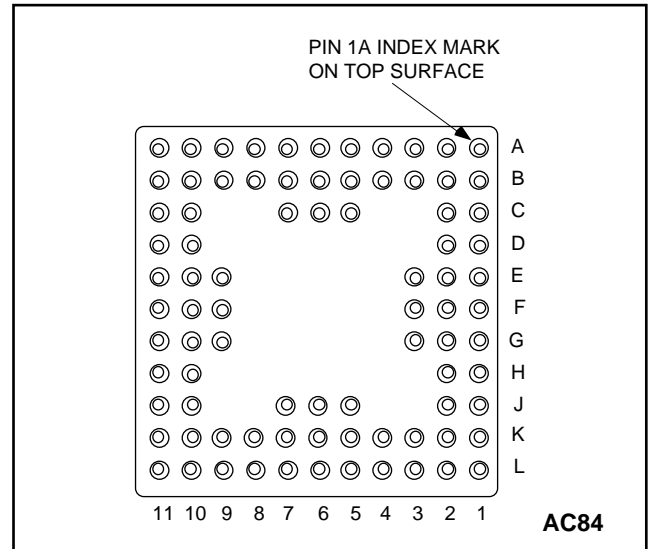 PIN 1A INDEX MARK
ON TOP SURFACE
A
B
C
D
E
F
G
H
J
K
L
11 10 9 8 7 6 5 4 3 2 1
AC84